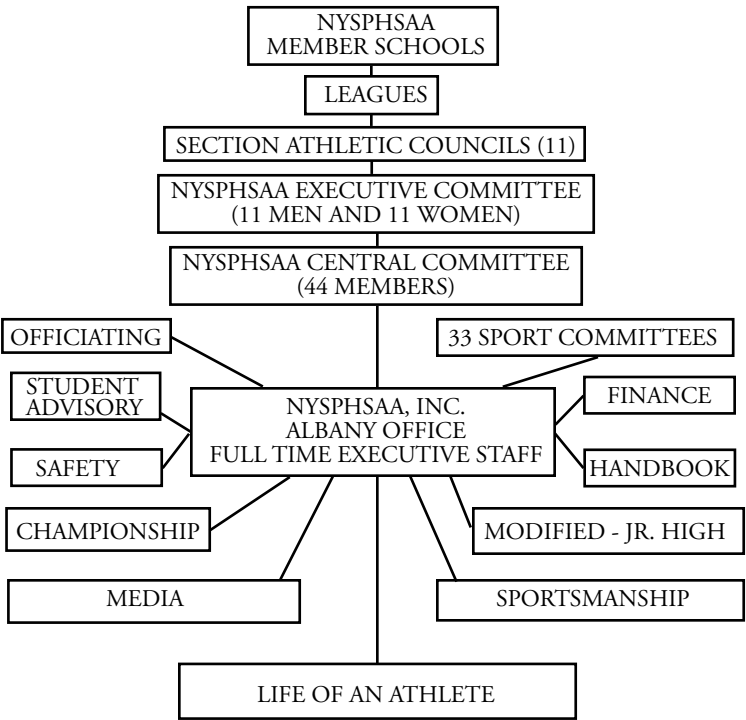 NYSPHSAA
MEMBER SCHOOLS
LEAGUES
SECTION ATHLETIC COUNCILS (11)
NYSPHSAA EXECUTIVE COMMITTEE
(11 MEN AND 11 WOMEN)
NYSPHSAA CENTRAL COMMITTEE
(44 MEMBERS)
OFFICIATING
33 SPORT COMMITTEES
STUDENT
ADVISORY
NYSPHSAA, INC.
ALBANY OFFICE
FULL TIME EXECUTIVE STAFF
FINANCE
SAFETY
HANDBOOK
CHAMPIONSHIP
MODIFIED - JR. HIGH
MEDIA
SPORTSMANSHIP
LIFE OF AN ATHLETE